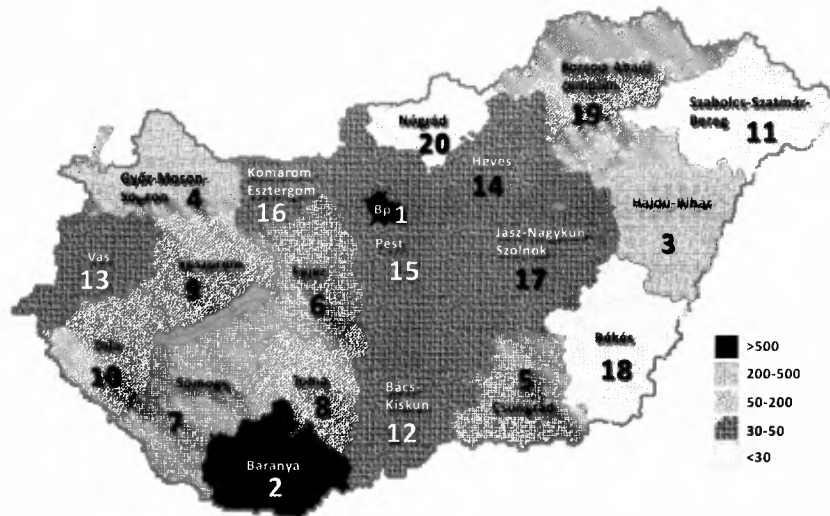 Borsod-Abaúj
Zemplén
19
Szabolcs-Szatmár-
Bereg
11
Nógrád
20
Heves
14
Győr-Moson-
Sopron
4
Komárom
Esztergom
16
Bp 1
Hajdú-Bihar
3
Pest
15
Jász-Nagykun
Szolnok
17
Vas
13
Veszprém
9
Fejér
6
Békés
18
Zala
10
Somogy
7
Tolna
8
5
Csongrád
Bács-
Kiskun
12
Baranya
2
>500
200-500
50-200
30-50
<30